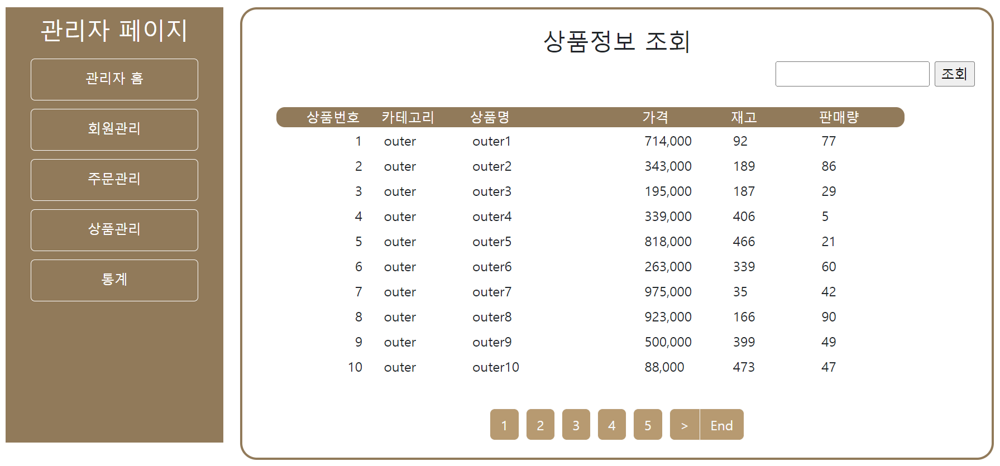 관리자 페이지
관리자 홈
회원관리
주문관리
상품관리
통계
상품정보 조회
조회
상품번호 카테고리 상품명 가격 재고 판매량
1 outer outer1 714,000 92 77
2 outer outer2 343,000 189 86
3 outer outer3 195,000 187 29
4 outer outer4 339,000 406 5
5 outer outer5 818,000 466 21
6 outer outer6 263,000 339 60
7 outer outer7 975,000 35 42
8 outer outer8 923,000 166 90
9 outer outer9 500,000 399 49
10 outer outer10 88,000 473 47
1 2 3 4 5 > End